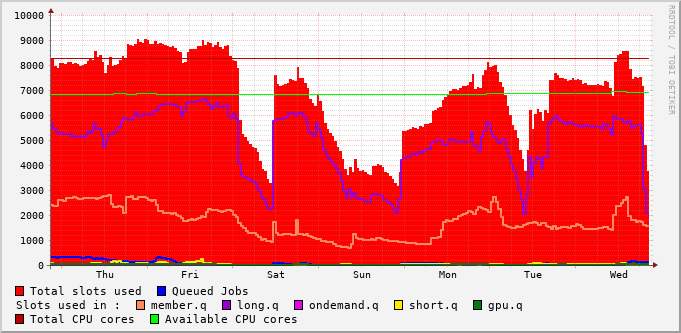 10000
9000
8000
7000
6000
5000
4000
3000
2000
1000
0
Thu Fri Sat Sun Mon Tue Wed
RRDTOOL / TOBI OETIKER
Total slots used Queued Jobs
Slots used in : member.q long.q ondemand.q short.q gpu.q
Total CPU cores Available CPU cores